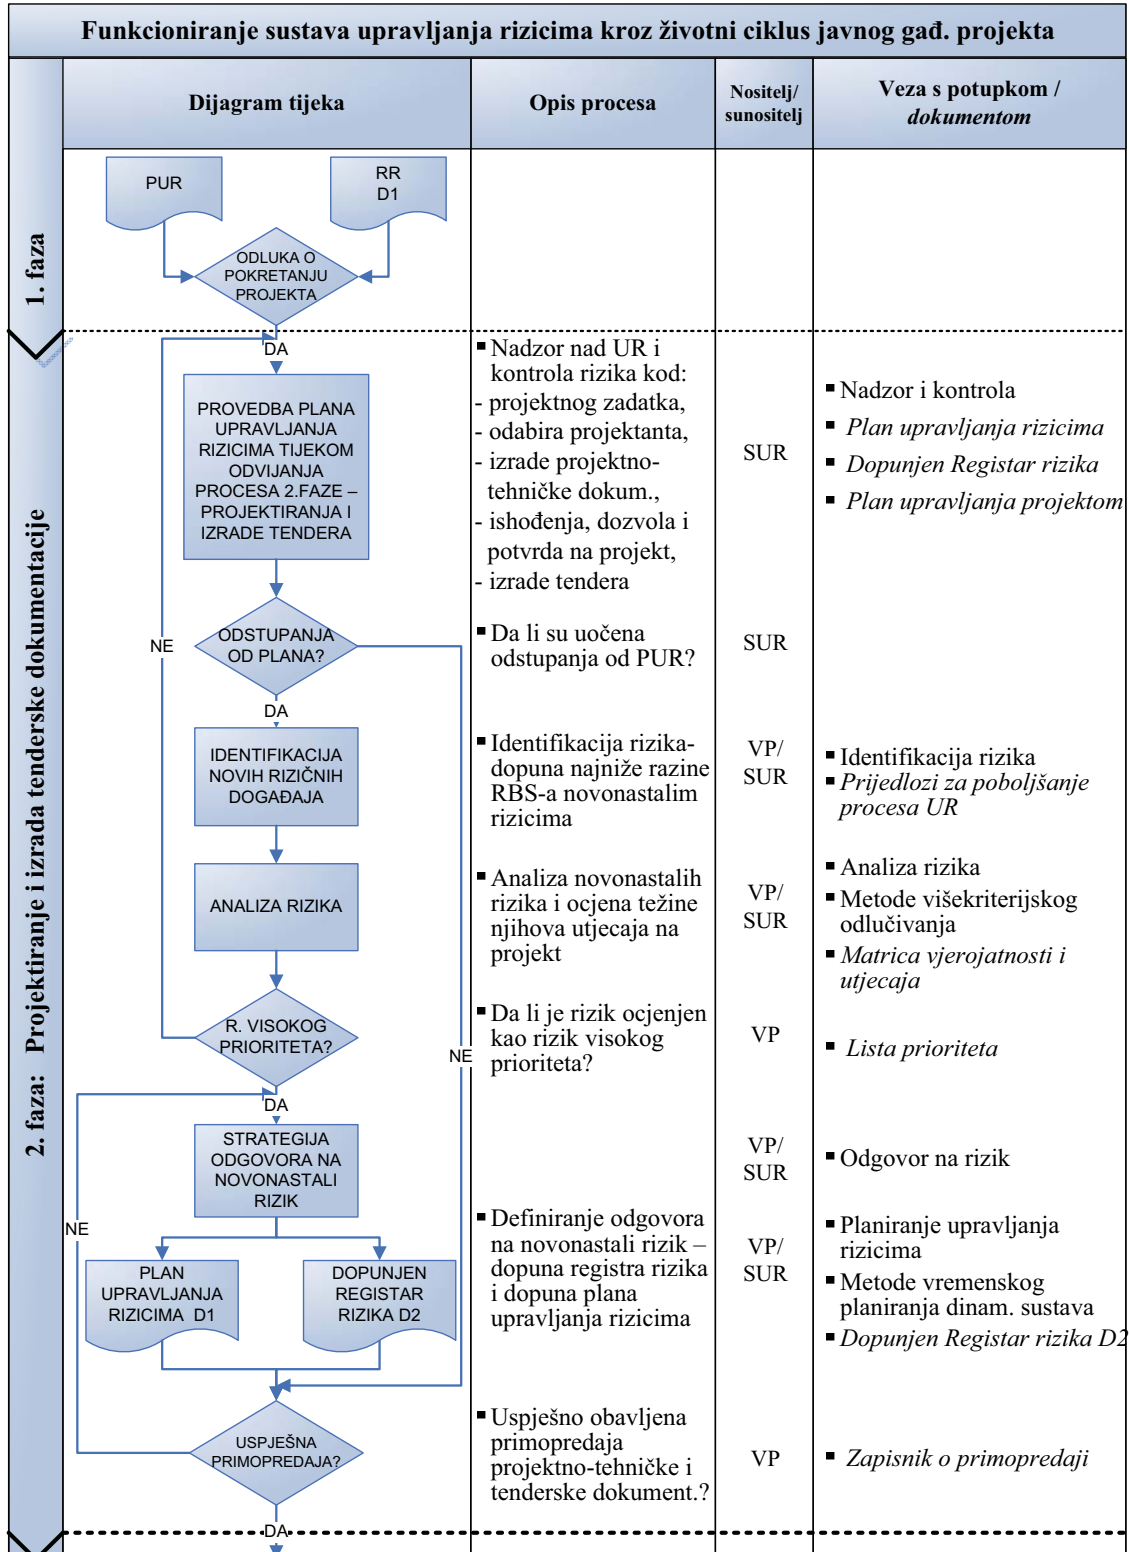 Funkcioniranje sustava upravljanja rizicima kroz životni ciklus javnog gađ. projekta
Dijagram tijeka
Opis procesa
Nositelj/
sunositelj
Veza s potupkom /
dokumentom
1. faza
PUR
RR
D1
ODLUKA O
POKRETANJU
PROJEKTA
2. faza: Projektiranje i izrada tenderske dokumentacije
DA
PROVEDBA PLANA
UPRAVLJANJA
RIZICIMA TIJEKOM
ODVIJANJA
PROCESA 2.FAZE –
PROJEKTIRANJA I
IZRADE TENDERA
▪ Nadzor nad UR i
kontrola rizika kod:
- projektnog zadatka,
- odabira projektanta,
- izrade projektno-
tehničke dokum.,
- ishođenja, dozvola i
potvrda na projekt,
- izrade tendera
SUR
▪ Nadzor i kontrola
▪ Plan upravljanja rizicima
▪ Dopunjen Registar rizika
▪ Plan upravljanja projektom
NE
ODSTUPANJA
OD PLANA?
▪ Da li su uočena
odstupanja od PUR?
SUR
DA
IDENTIFIKACIJA
NOVIH RIZIČNIH
DOGAĐAJA
▪ Identifikacija rizika-
dopuna najniže razine
RBS-a novonastalim
rizicima
VP/
SUR
▪ Identifikacija rizika
▪ Prijedlozi za poboljšanje
procesa UR
ANALIZA RIZIKA
▪ Analiza novonastalih
rizika i ocjena težine
njihova utjecaja na
projekt
VP/
SUR
▪ Analiza rizika
▪ Metode višekriterijskog
odlučivanja
▪ Matrica vjerojatnosti i
utjecaja
R. VISOKOG
PRIORITETA?
NE
▪ Da li je rizik ocjenjen
kao rizik visokog
prioriteta?
VP
▪ Lista prioriteta
DA
STRATEGIJA
ODGOVORA NA
NOVONASTALI
RIZIK
VP/
SUR
▪ Odgovor na rizik
NE
PLAN
UPRAVLJANJA
RIZICIMA D1
DOPUNJEN
REGISTAR
RIZIKA D2
▪ Definiranje odgovora
na novonastali rizik –
dopuna registra rizika
i dopuna plana
upravljanja rizicima
VP/
SUR
▪ Planiranje upravljanja
rizicima
▪ Metode vremenskog
planiranja dinam. sustava
▪ Dopunjen Registar rizika D2
USPJEŠNA
PRIMOPREDAJA?
▪ Uspješno obavljena
primopredaja
projektno-tehničke i
tenderske dokument.?
VP
▪ Zapisnik o primopredaji
DA